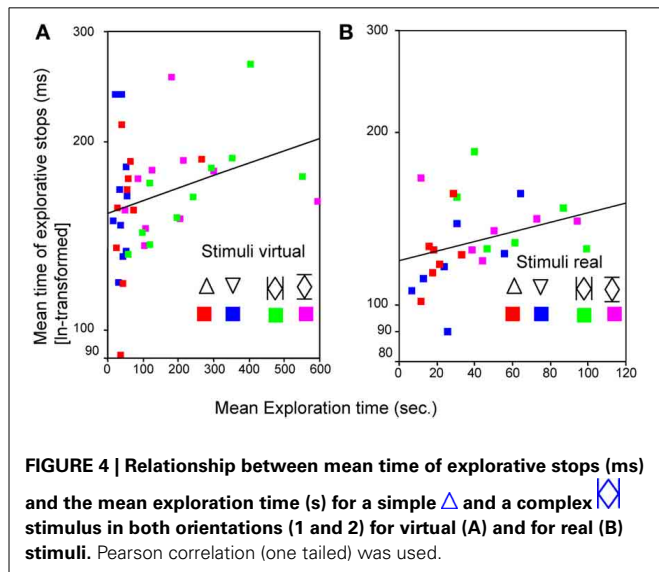 A
B
300
200
100
90
0 100 200 300 400 500 600
Mean time of explorative stops (ms)
[ln-transformed]
Stimuli virtual
300
200
100
90
80
0 20 40 60 80 100 120
Stimuli real
Mean Exploration time (sec.)
FIGURE 4 | Relationship between mean time of explorative stops (ms)
and the mean exploration time (s) for a simple and a complex
stimulus in both orientations (1 and 2) for virtual (A) and for real (B)
stimuli. Pearson correlation (one tailed) was used.